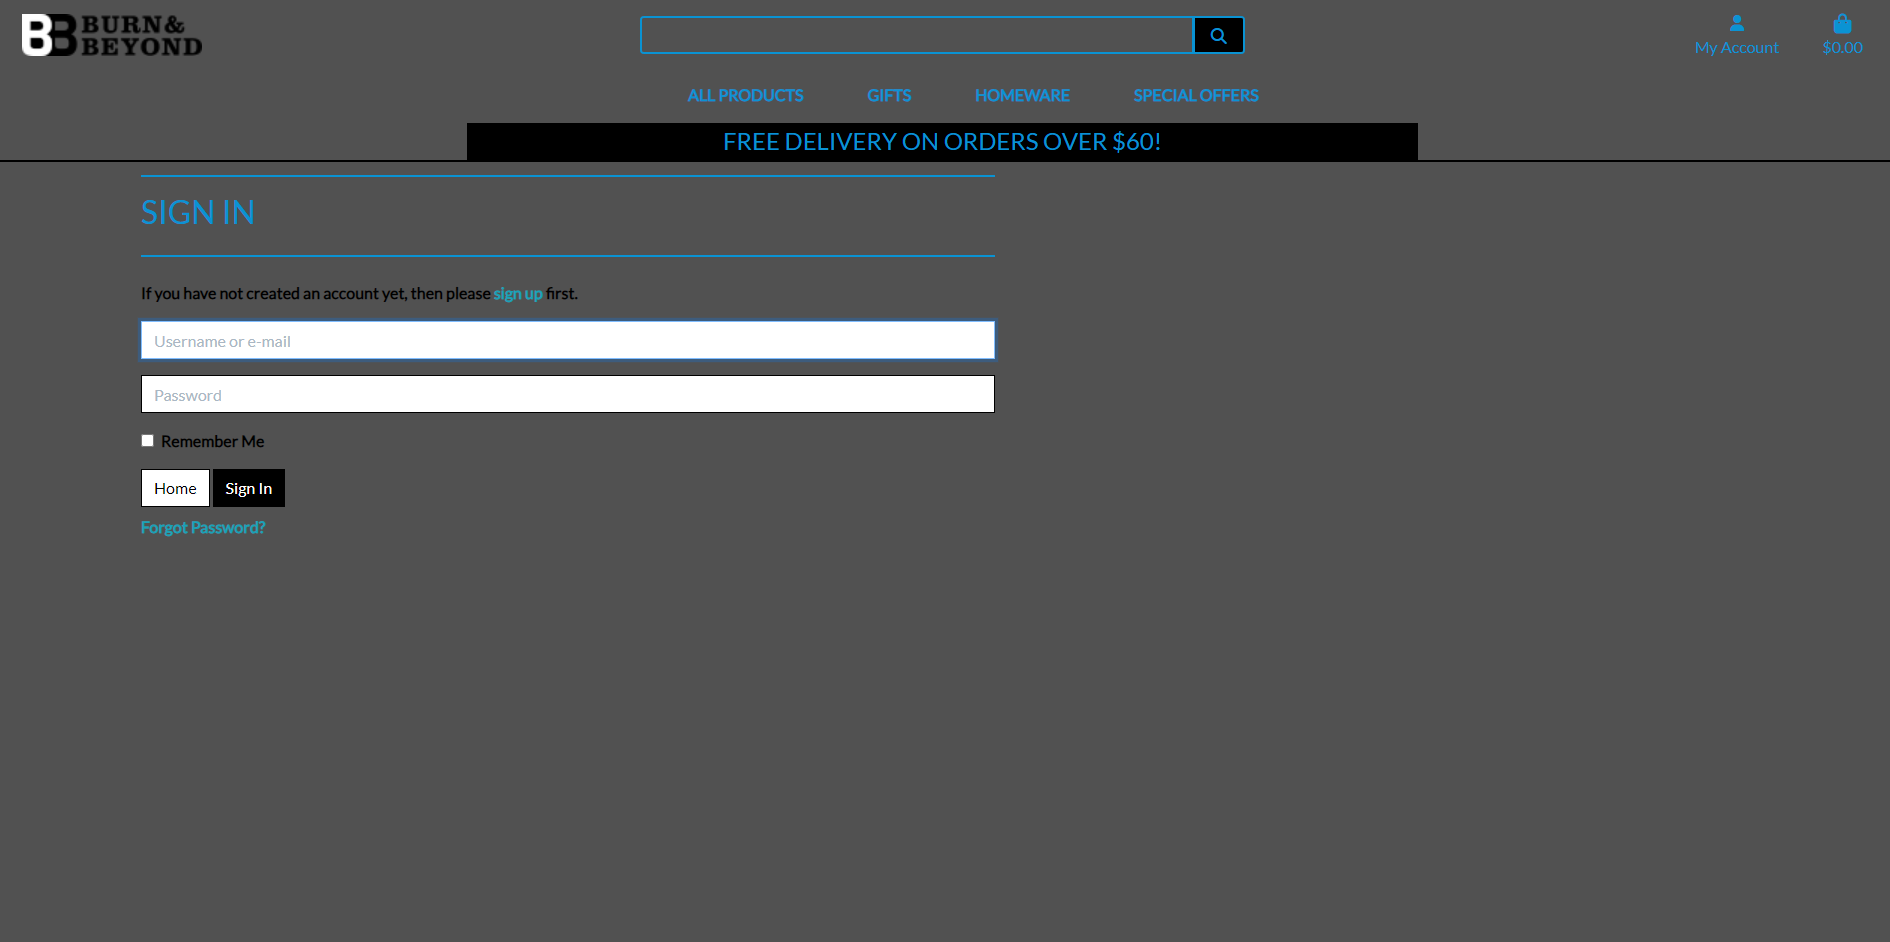 BB BURN&
BEYOND
My Account
$0.00
ALL PRODUCTS GIFTS HOMEWARE SPECIAL OFFERS
FREE DELIVERY ON ORDERS OVER $60!
SIGN IN
If you have not created an account yet, then please sign up first.
Username or e-mail
Password
Remember Me
Home Sign In
Forgot Password?